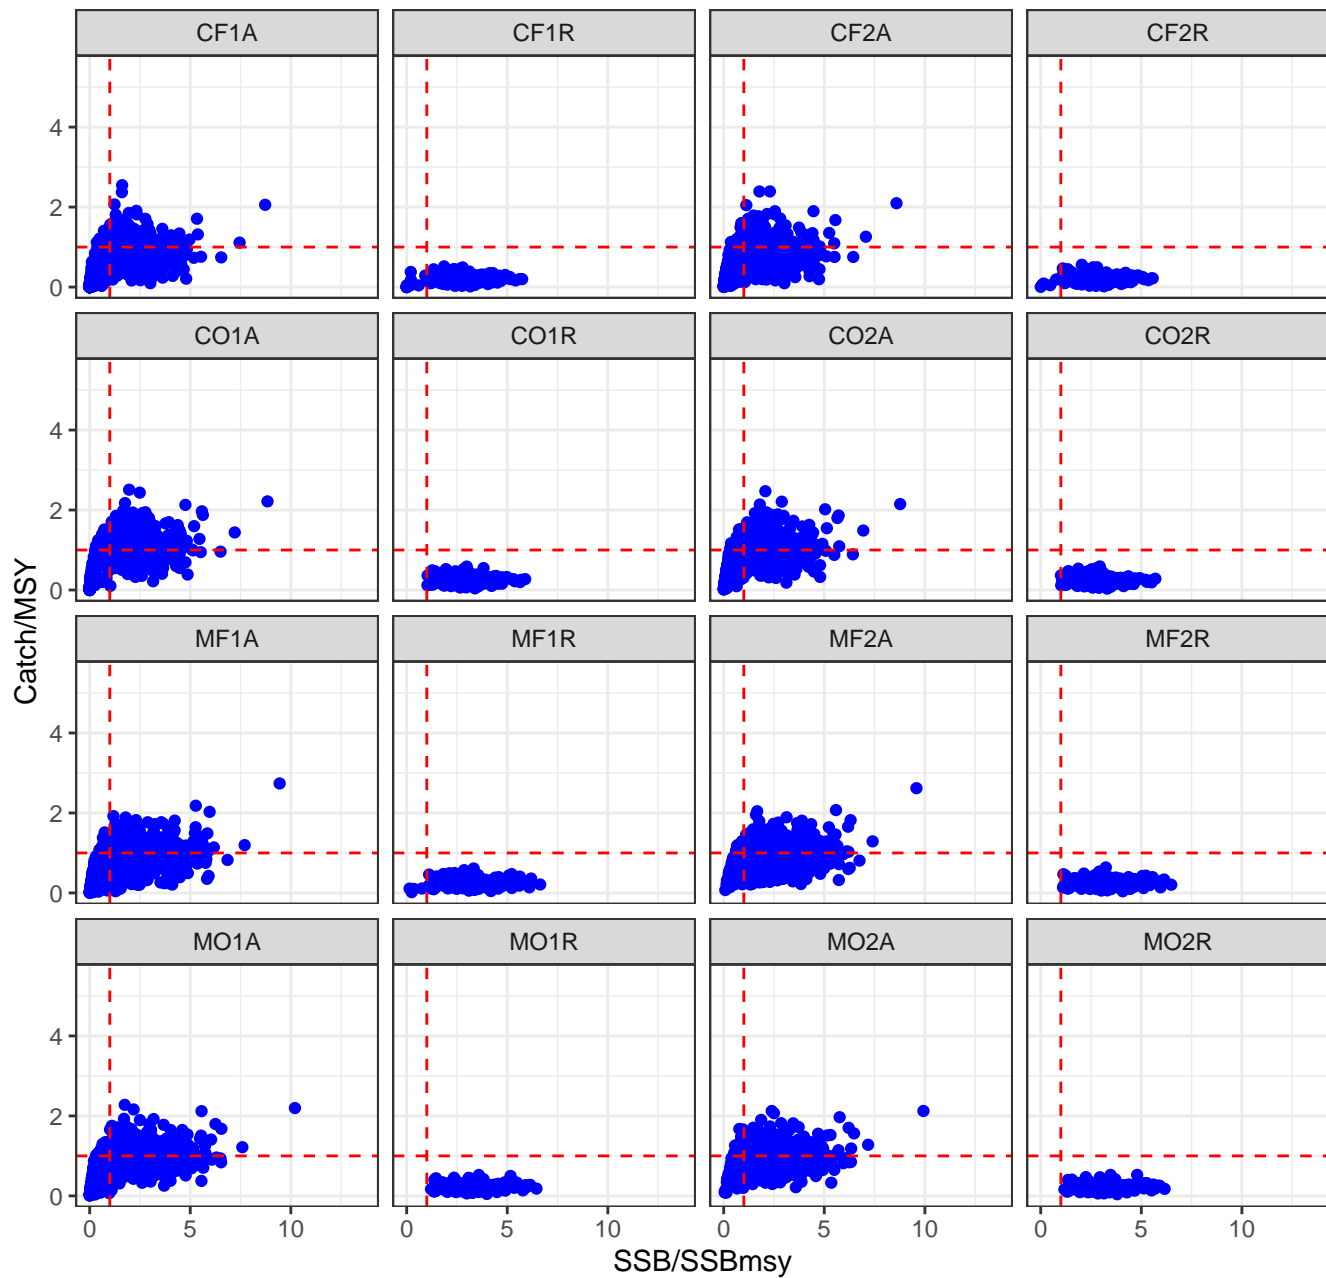 CF1A CF1R CF2A CF2R
4
2
0
CO1A CO1R CO2A CO2R
4
2
0
MF1A MF1R MF2A MF2R
4
2
0
MO1A MO1R MO2A MO2R
4
2
0
0 5 10 0 5 10 0 5 10 0 5 10
SSB/SSBmsy
Catch/MSY